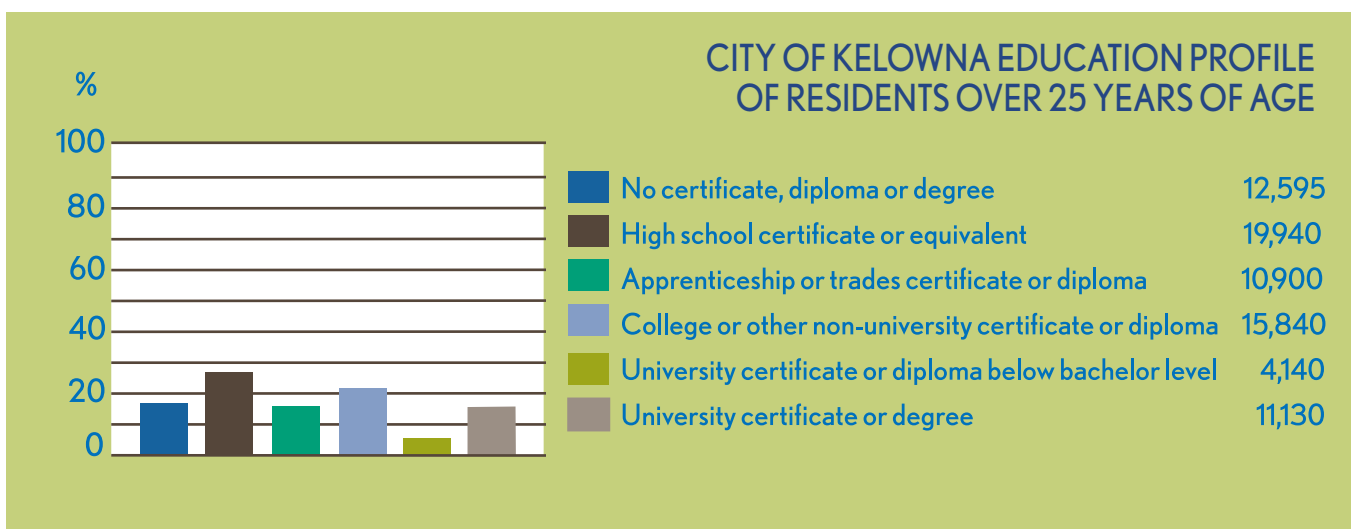 CITY OF KELOWNA EDUCATION PROFILE
OF RESIDENTS OVER 25 YEARS OF AGE
%
100
80
60
40
20
0
No certificate, diploma or degree 12,595
High school certificate or equivalent 19,940
Apprenticeship or trades certificate or diploma 10,900
College or other non-university certificate or diploma 15,840
University certificate or diploma below bachelor level 4,140
University certificate or degree 11,130